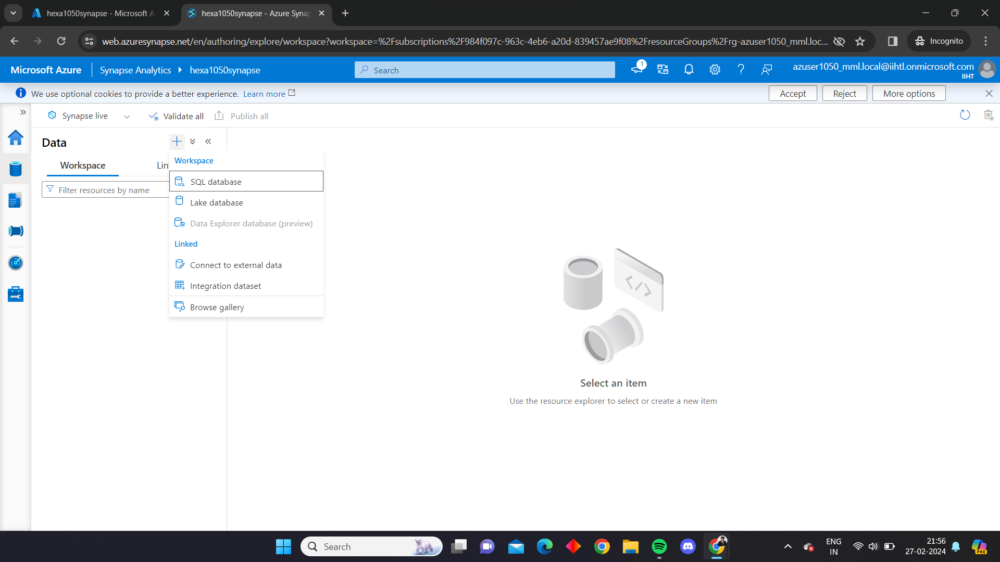 hexa1050synapse - Microsoft A
hexa1050synapse - Azure Synap
web.azuresynapse.net/en/authoring/explore/workspace?workspace=%2Fsubscriptions%2F984f097c-963c-4eb6-a20d-839457ae9f08%2FresourceGroups%2Frg-azuser1050_mml.loc...
Incognito
Microsoft Azure
Synapse Analytics
hexa1050synapse
Search
1
azuser1050_mml.local@iihtl.onmicrosoft.com
IIHT
We use optional cookies to provide a better experience. Learn more
Accept
Reject
More options
Synapse live
Validate all
Publish all
Data
Workspace
Lin
Filter resources by name
Workspace
SQL database
Lake database
Data Explorer database (preview)
Linked
Connect to external data
Integration dataset
Browse gallery
Select an item
Use the resource explorer to select or create a new item
Search
ENG
IN
21:56
27-02-2024
PRE